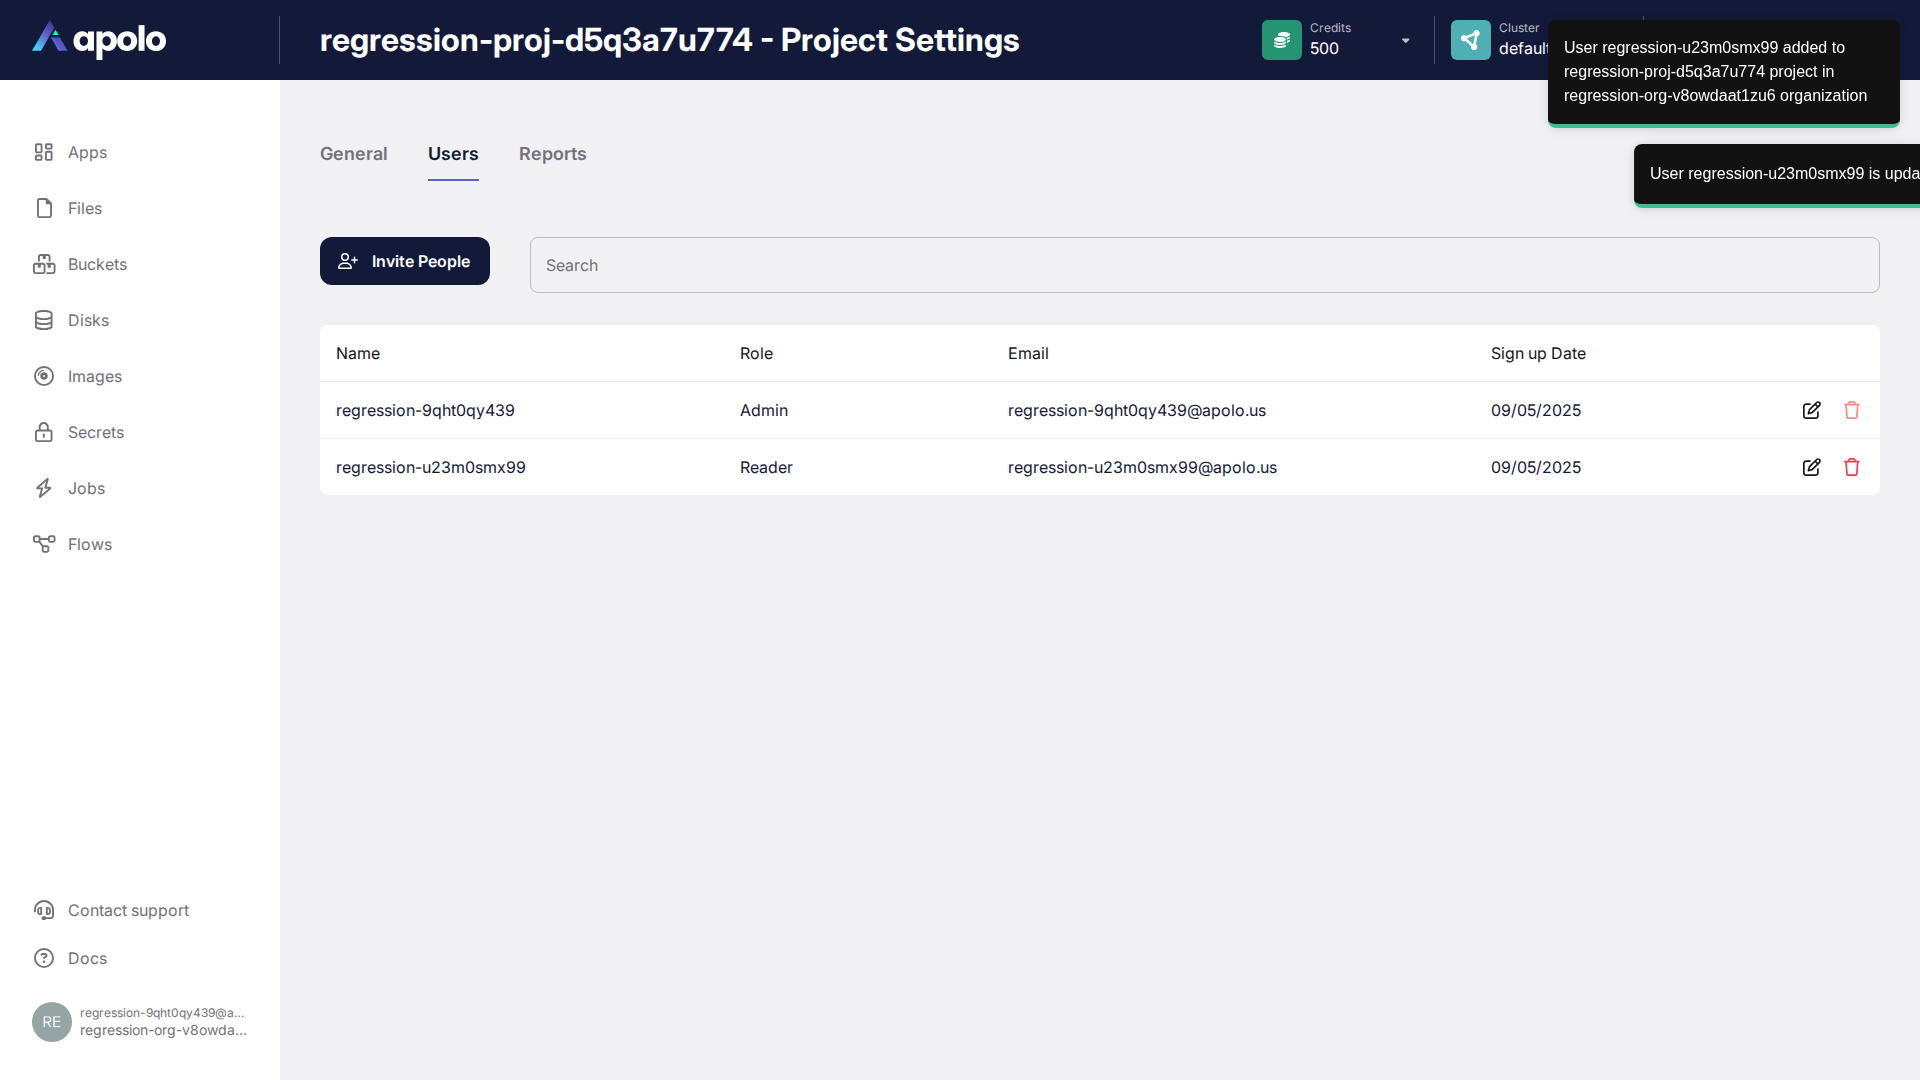 apolo
regression-proj-d5q3a7u774 - Project Settings
Credits
500
Cluster
default
User regression-u23m0smx99 added to
regression-proj-d5q3a7u774 project in
regression-org-v8owdaat1zu6 organization
User regression-u23m0smx99 is upda
Apps
Files
Buckets
Disks
Images
Secrets
Jobs
Flows
General
Users
Reports
Invite People
Search
Name Role Email Sign up Date
regression-9qht0qy439 Admin regression-9qht0qy439@apolo.us 09/05/2025
regression-u23m0smx99 Reader regression-u23m0smx99@apolo.us 09/05/2025
Contact support
Docs
RE
regression-9qht0qy439@a...
regression-org-v8owda...